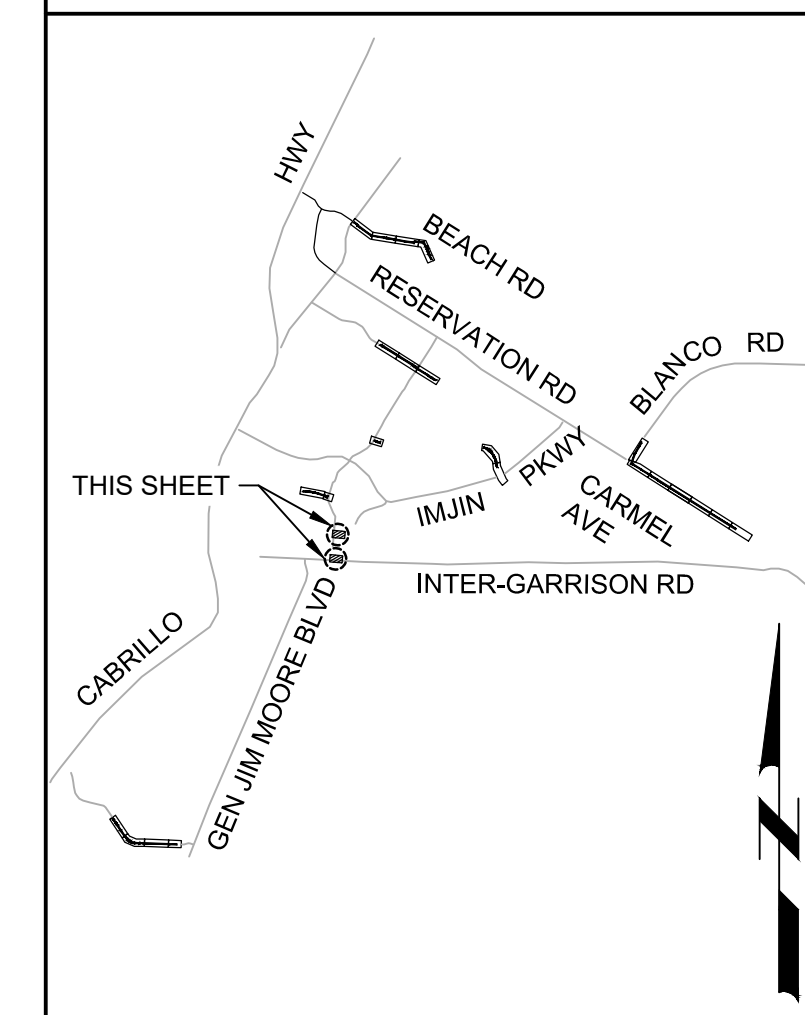 HWY
BEACH RD
RESERVATION RD
BLANCO RD
THIS SHEET
IMJIN PKWY
CARMEL
AVE
INTER-GARRISON RD
CABRILLO
GEN JIM MOORE BLVD
N